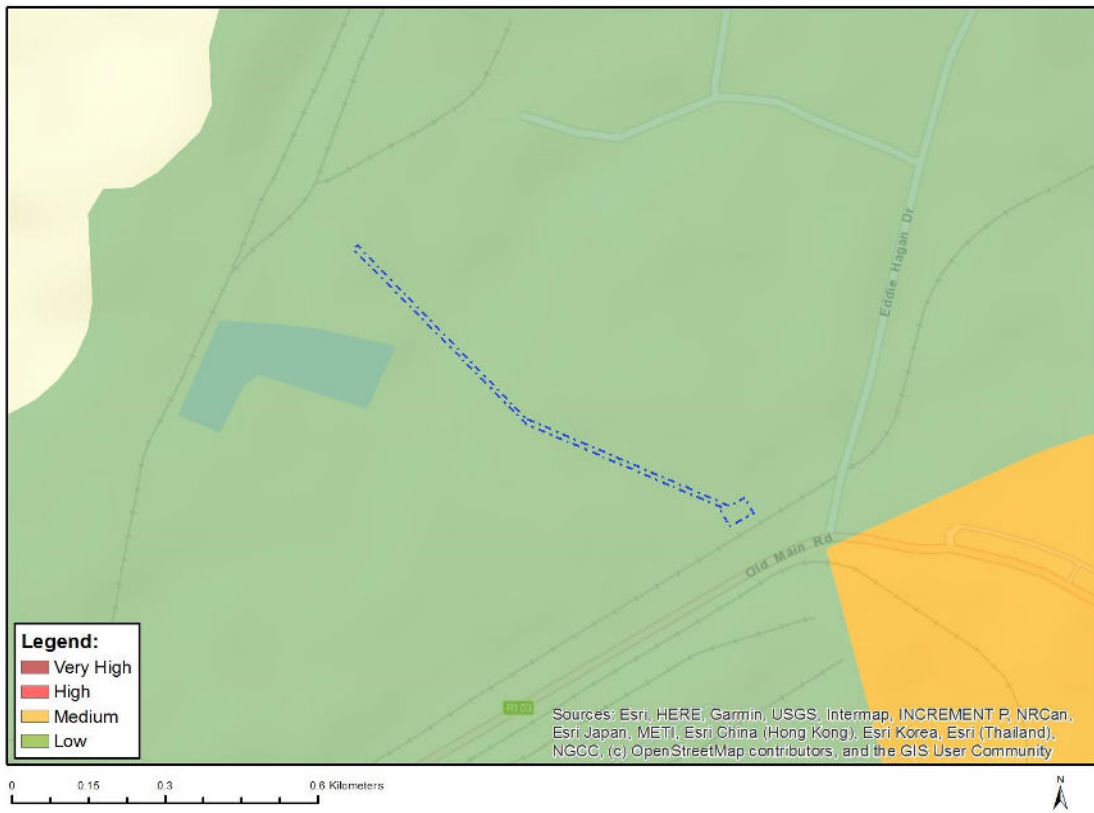 Eddie Hagan Dr
Old Main Rd
R103
Legend:
Very High
High
Medium
Low
Sources: Esri, HERE, Garmin, USGS, Intermap, INCREMENT P, NRCan,
Esri Japan, METI, Esri China (Hong Kong), Esri Korea, Esri (Thailand),
NGCC, (c) OpenStreetMap contributors, and the GIS User Community
0 0.15 0.3 0.6 Kilometers
N